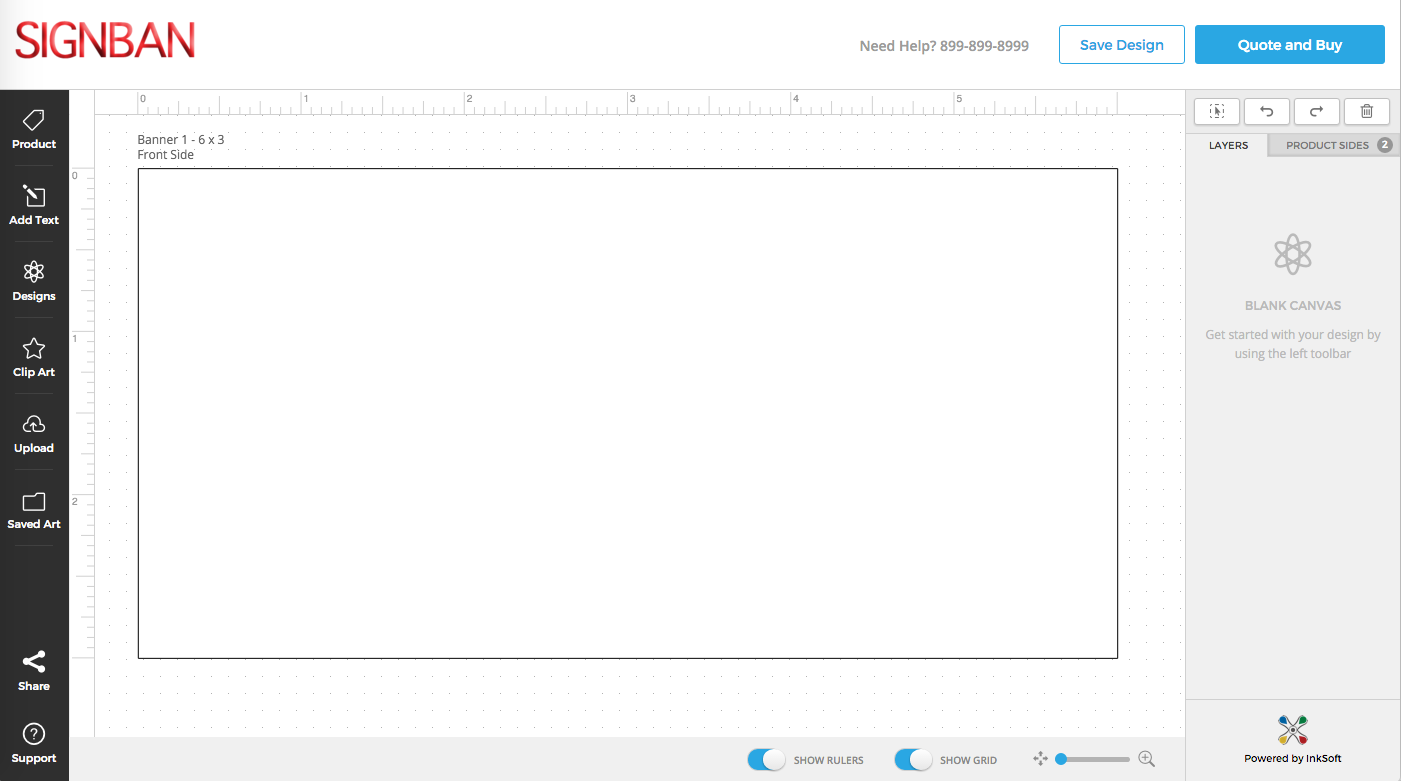 SIGNBAN
Need Help? 899-899-8999
Save Design
Quote and Buy
Product
Add Text
Designs
Clip Art
Upload
Saved Art
Share
? Support
0 1 2 3 4 5
Banner 1 - 6 x 3
Front Side
0
1
2
SHOW RULERS
SHOW GRID
LAYERS
PRODUCT SIDES 2
BLANK CANVAS
Get started with your design by
using the left toolbar
Powered by InkSoft